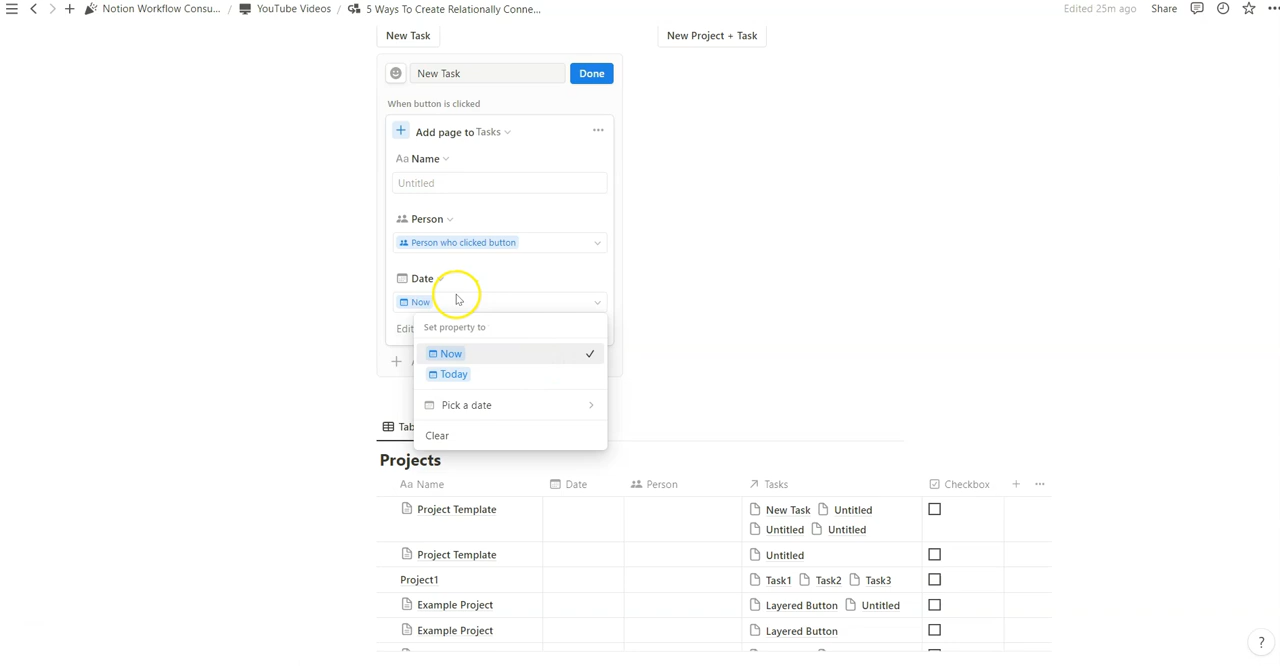 Notion Workflow Consu... / YouTube Videos / 5 Ways To Create Relationally Conne... Edited 25m ago Share
New Task New Project + Task
New Task Done
When button is clicked
Add page to Tasks
Aa Name
Untitled
Person
Person who clicked button
Date
Now
Set property to
Now
Today
Pick a date
Clear
Projects
Aa Name Date Person Tasks Checkbox
Project Template New Task Untitled
Untitled Untitled
Project Template Untitled
Project1 Task1 Task2 Task3
Example Project Layered Button Untitled
Example Project Layered Button
?